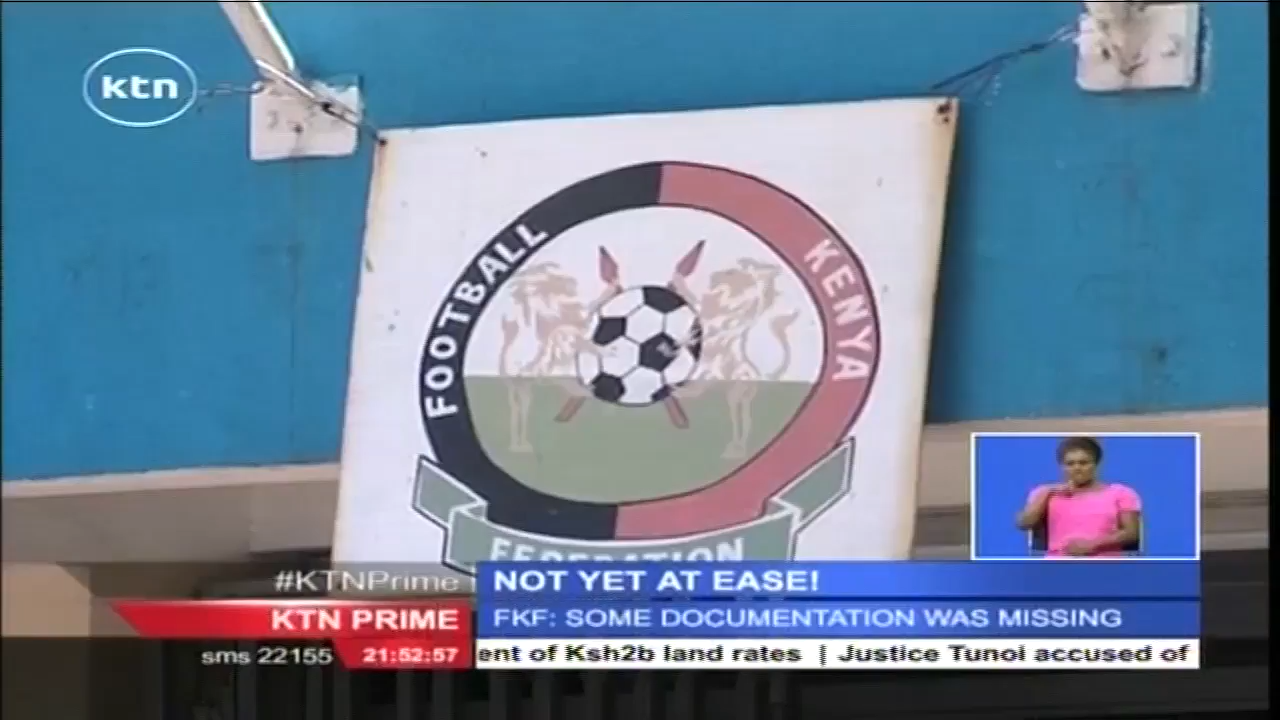 ktn
FOOTBALL
KENYA
FEDERATION
#KTNPrime
NOT YET AT EASE!
KTN PRIME
FKF: SOME DOCUMENTATION WAS MISSING
sms 22155
21:52:57
ent of Ksh2b land rates | Justice Tunoi accused of